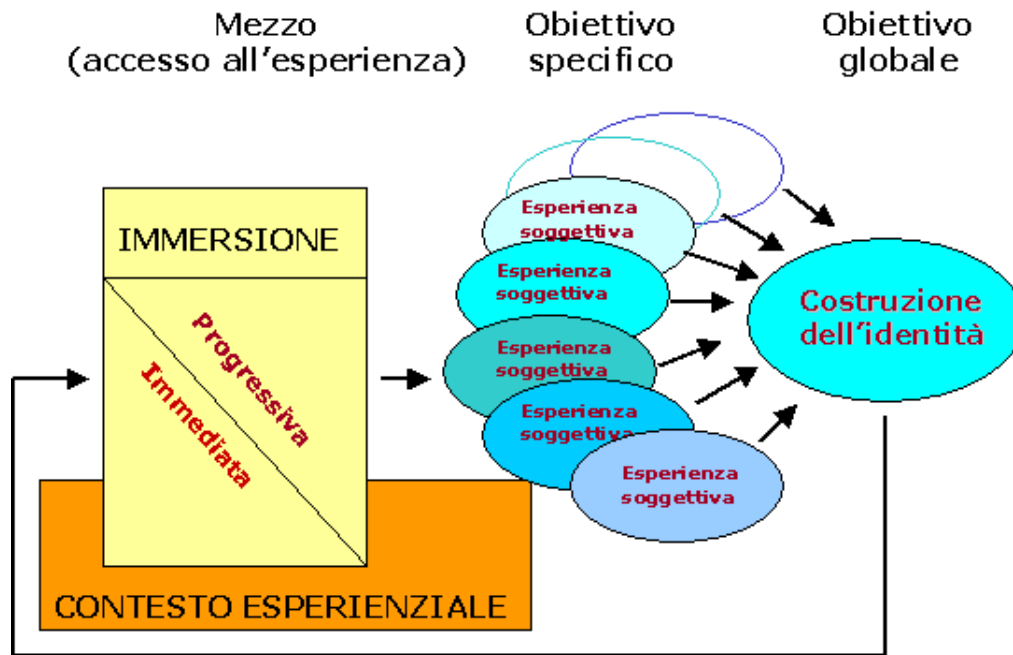 Mezzo
(accesso all'esperienza)
Obiettivo
specifico
Obiettivo
globale
IMMERSIONE
Progressiva
Immediata
CONTESTO ESPERIENZIALE
Esperienza
soggettiva
Esperienza
soggettiva
Esperienza
soggettiva
Esperienza
soggettiva
Esperienza
soggettiva
Costruzione
dell'identità